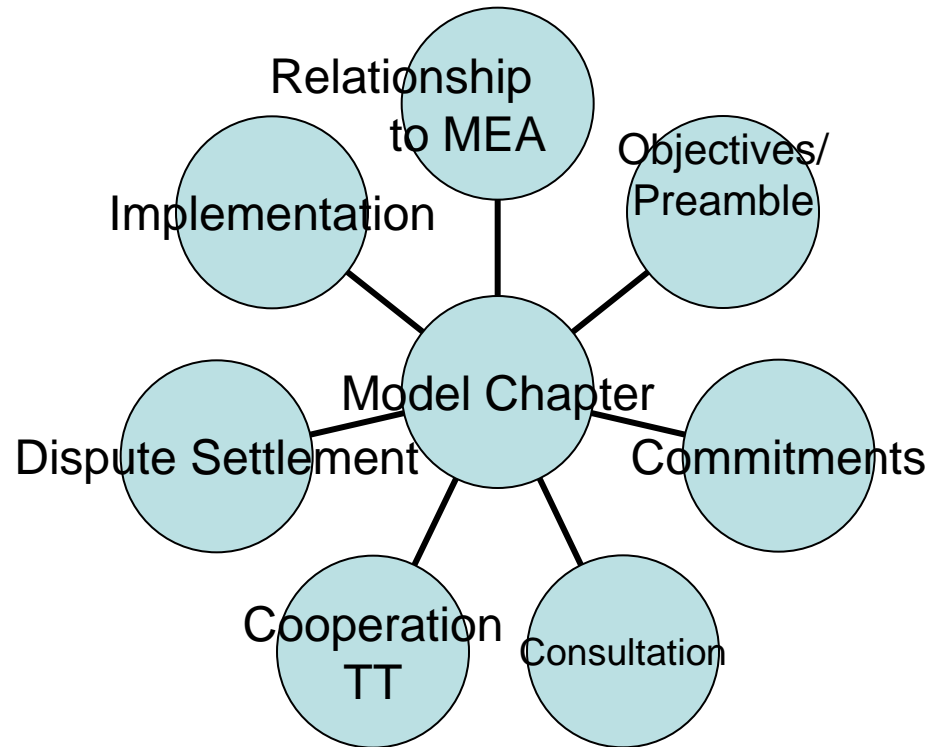 Relationship
to MEA
Objectives/
Preamble
Implementation
Model Chapter
Dispute Settlement
Commitments
Cooperation
TT
Consultation